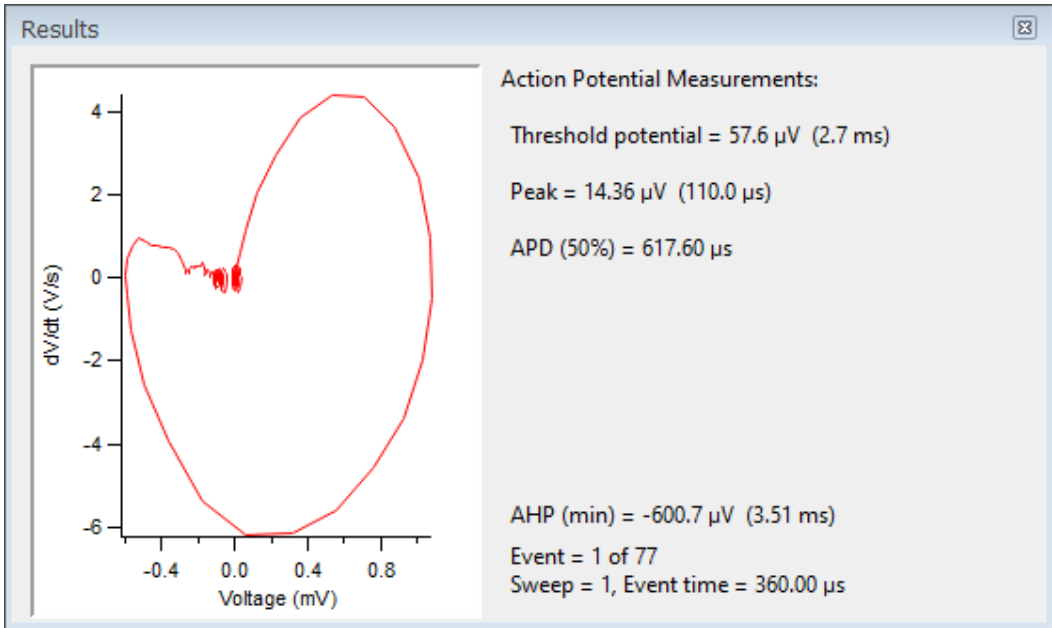 Results
Action Potential Measurements:
Threshold potential = 57.6 µV (2.7 ms)
Peak = 14.36 µV (110.0 µs)
APD (50%) = 617.60 µs
AHP (min) = -600.7 µV (3.51 ms)
Event = 1 of 77
Sweep = 1, Event time = 360.00 µs
dV/dt (V/s)
4
2
0
-2
-4
-6
-0.4 0.0 0.4 0.8
Voltage (mV)